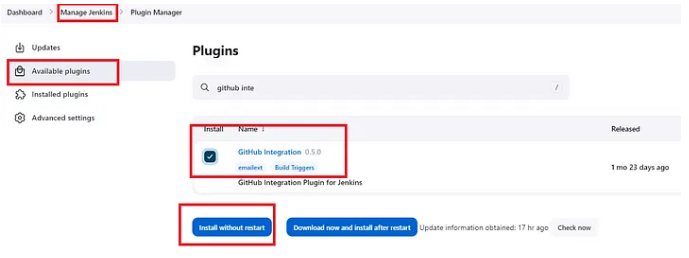 Dashboard > Manage Jenkins > Plugin Manager
Updates
Plugins
Available plugins
github inte /
Installed plugins
Advanced settings
Install Name ↓ Released
GitHub Integration 0.5.0
emailext Build Triggers
1 mo 23 days ago
GitHub Integration Plugin for Jenkins
Install without restart Download now and install after restart Update information obtained: 17 hr ago Check now